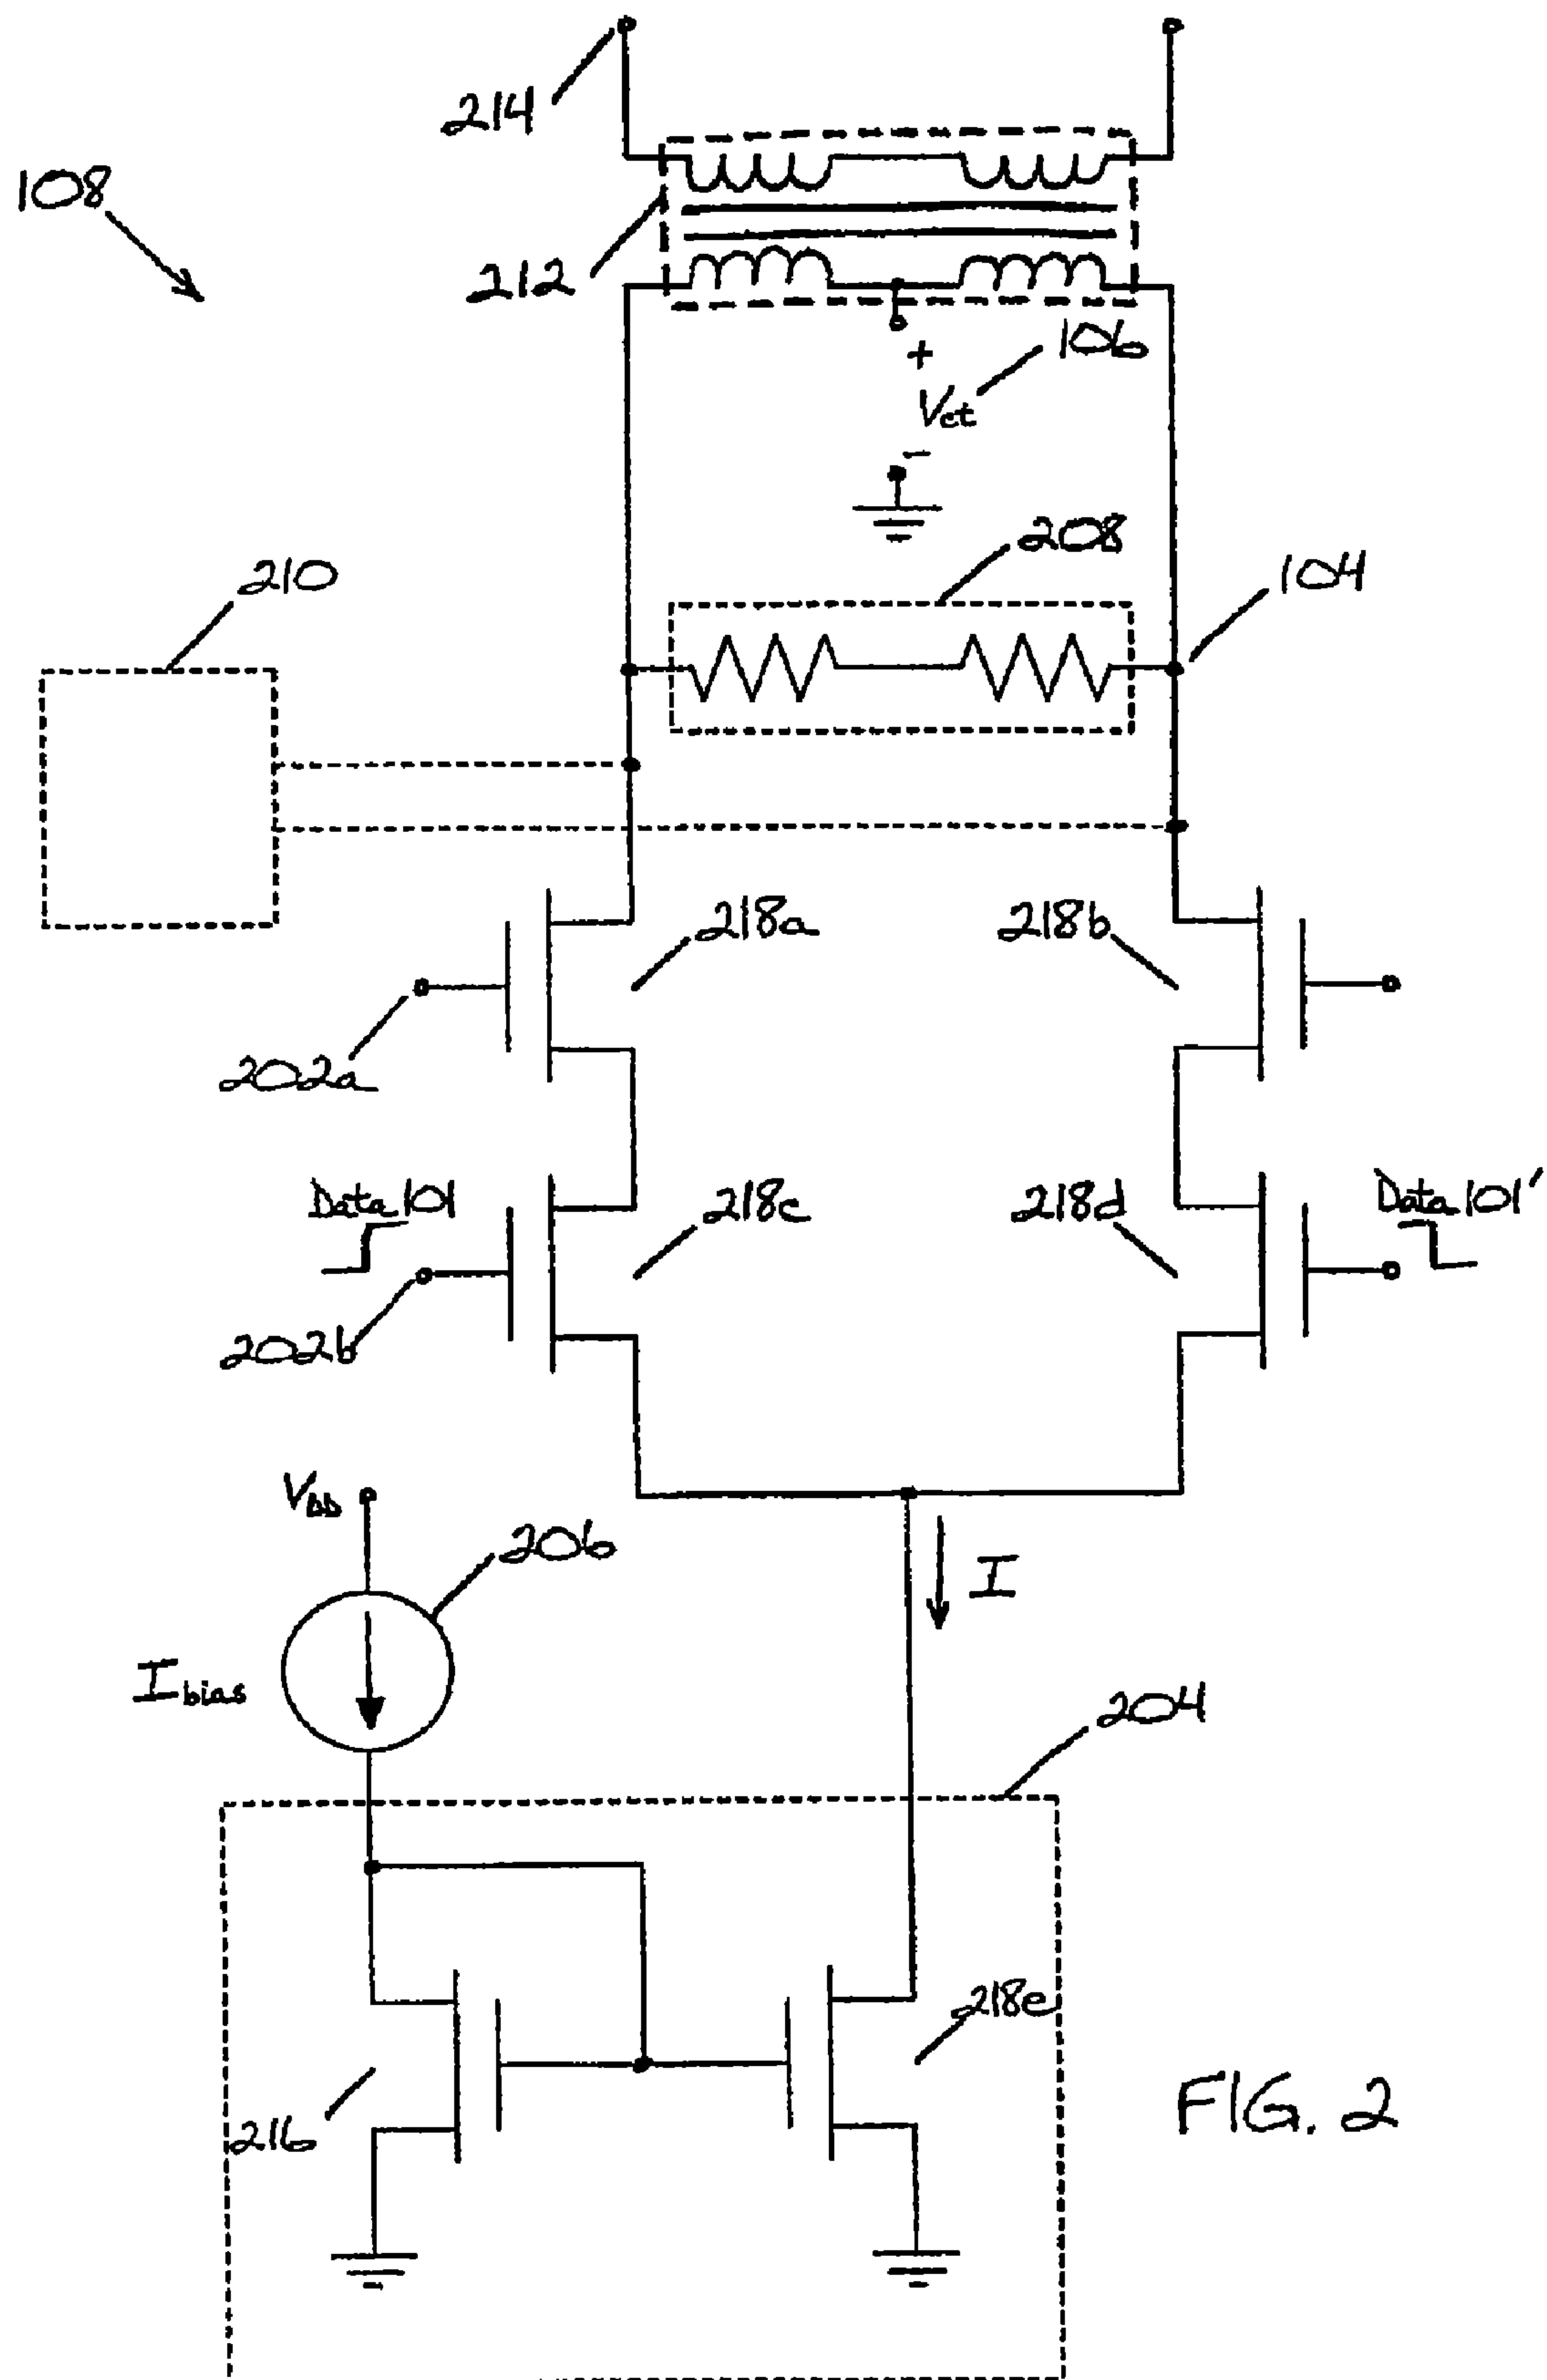 214
108
212
106
+
Vct
-
208
104
210
218a
218b
202a
Data 101
218c
218d
Data 101'
202b
VDD
206
I
Ibias
204
218e
216
FIG. 2